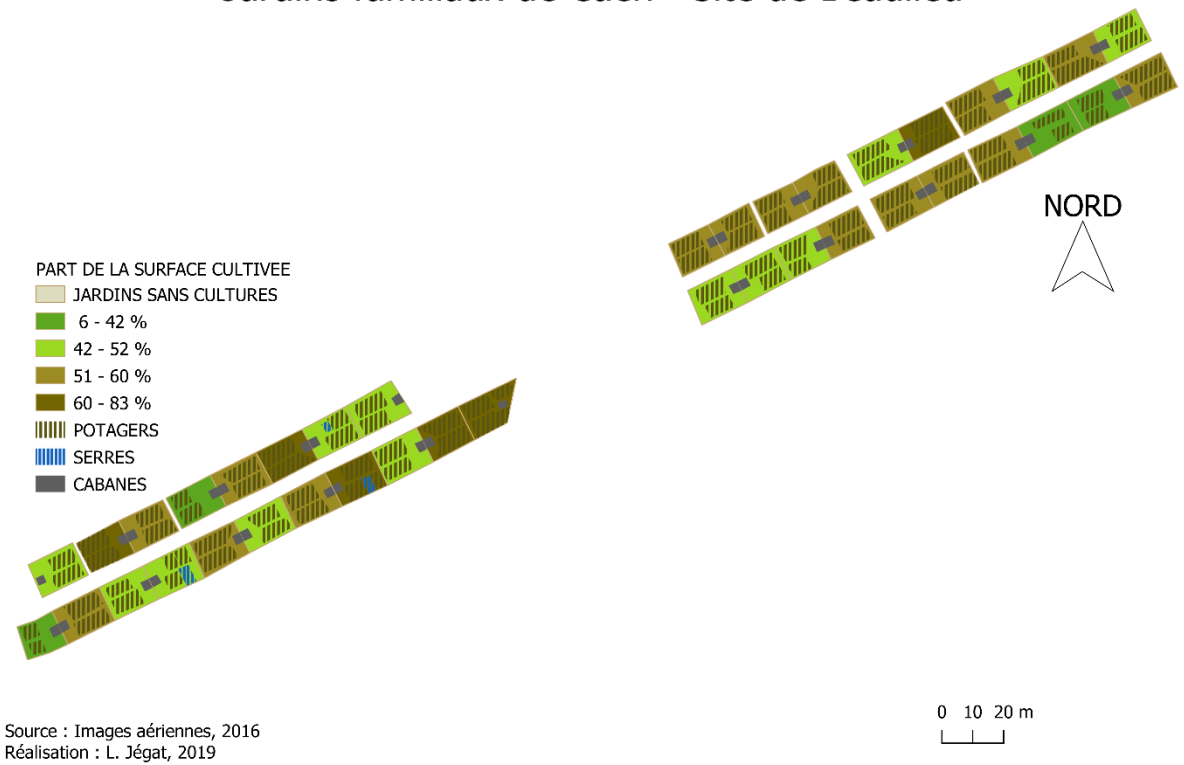 NORD
PART DE LA SURFACE CULTIVEE
JARDINS SANS CULTURES
6 - 42 %
42 - 52 %
51 - 60 %
60 - 83 %
POTAGERS
SERRES
CABANES
0 10 20 m
Source : Images aériennes, 2016
Réalisation : L. Jégat, 2019